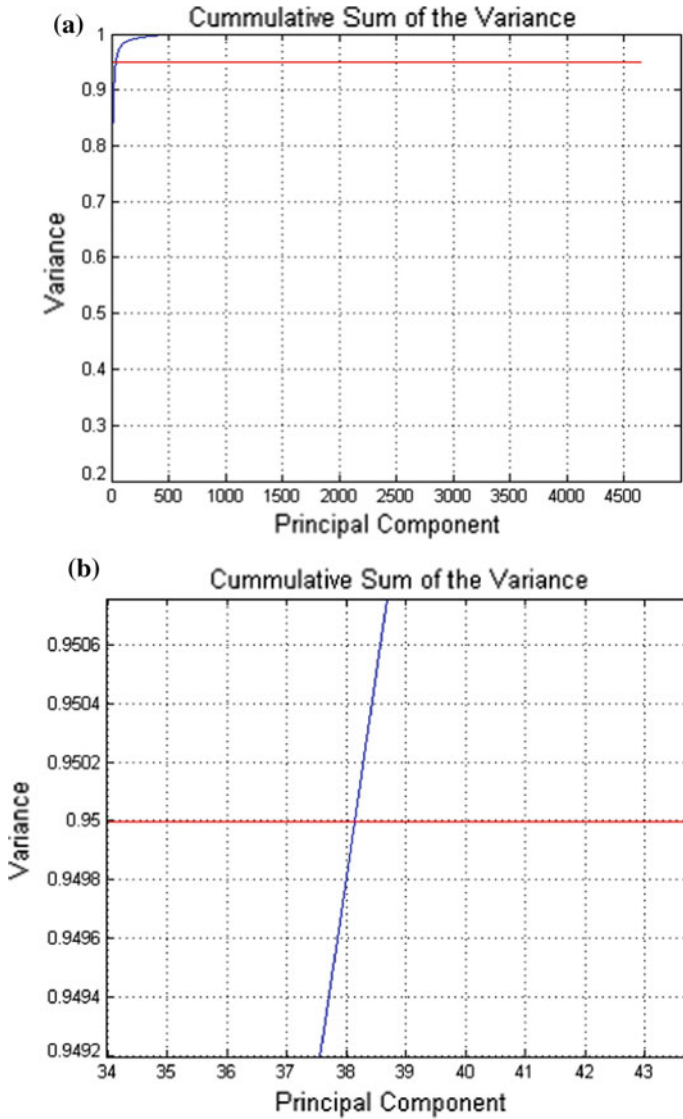 (a)
Cummulative Sum of the Variance
1
0.9
0.8
0.7
0.6
0.5
0.4
0.3
0.2
Variance
0 500 1000 1500 2000 2500 3000 3500 4000 4500
Principal Component
(b)
Cummulative Sum of the Variance
0.9506
0.9504
0.9502
0.95
0.9498
0.9496
0.9494
0.9492
Variance
34 35 36 37 38 39 40 41 42 43
Principal Component